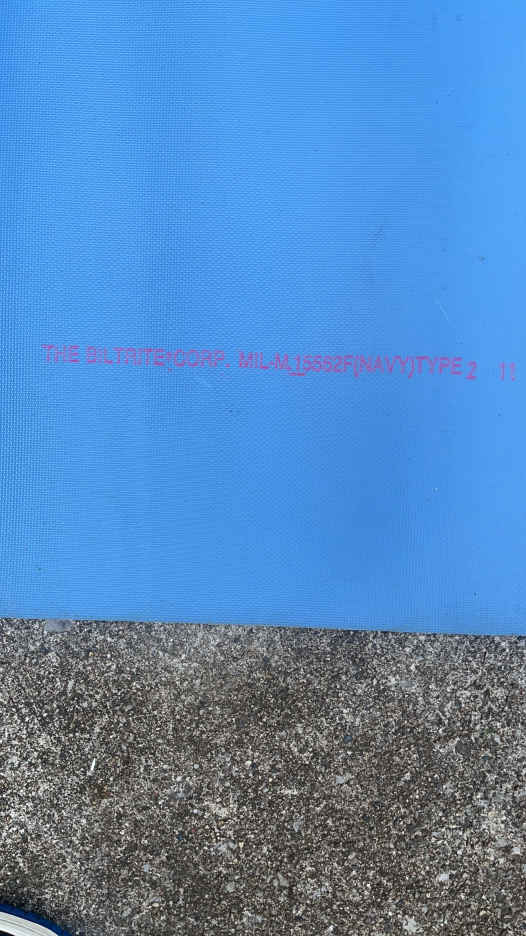 THE BILTRITE CORP. MIL-M 15562F(NAVY)TYPE 2 11